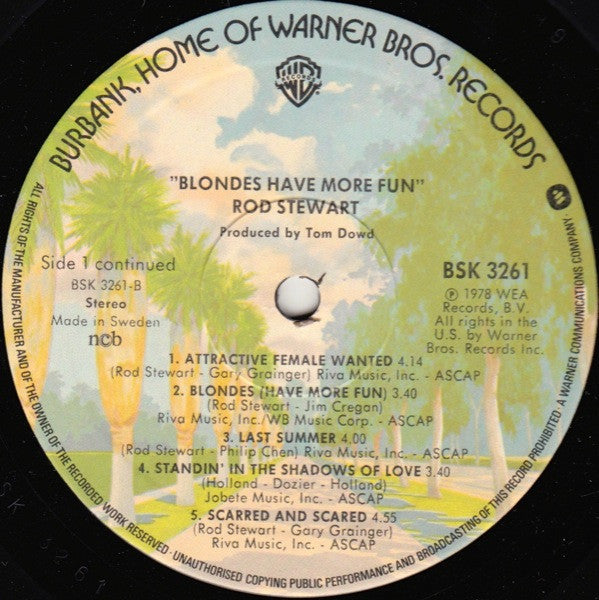 BURBANK, HOME OF WARNER BROS. RECORDS
WB
RECORDS
"BLONDES HAVE MORE FUN"
ROD STEWART
Produced by Tom Dowd
Side 1 continued
BSK 3261-B
Stereo
Made in Sweden
ncb
BSK 3261
℗ 1978 WEA
Records, B.V.
All rights in the
U.S. by Warner
Bros. Records Inc.
1. ATTRACTIVE FEMALE WANTED 4.14
(Rod Stewart - Gary Grainger) Riva Music, Inc. - ASCAP
2. BLONDES (HAVE MORE FUN) 3.40
(Rod Stewart - Jim Cregan)
Riva Music, Inc./WB Music Corp. - ASCAP
3. LAST SUMMER 4.00
(Rod Stewart - Philip Chen) Riva Music, Inc. - ASCAP
4. STANDIN' IN THE SHADOWS OF LOVE 3.40
(Holland - Dozier - Holland)
Jobete Music, Inc. - ASCAP
5. SCARRED AND SCARED 4.55
(Rod Stewart - Gary Grainger)
Riva Music, Inc. - ASCAP
ALL RIGHTS OF THE MANUFACTURER AND OF THE OWNER OF THE RECORDED WORK RESERVED · UNAUTHORISED COPYING PUBLIC PERFORMANCE AND BROADCASTING OF THIS RECORD PROHIBITED · A WARNER COMMUNICATIONS COMPANY